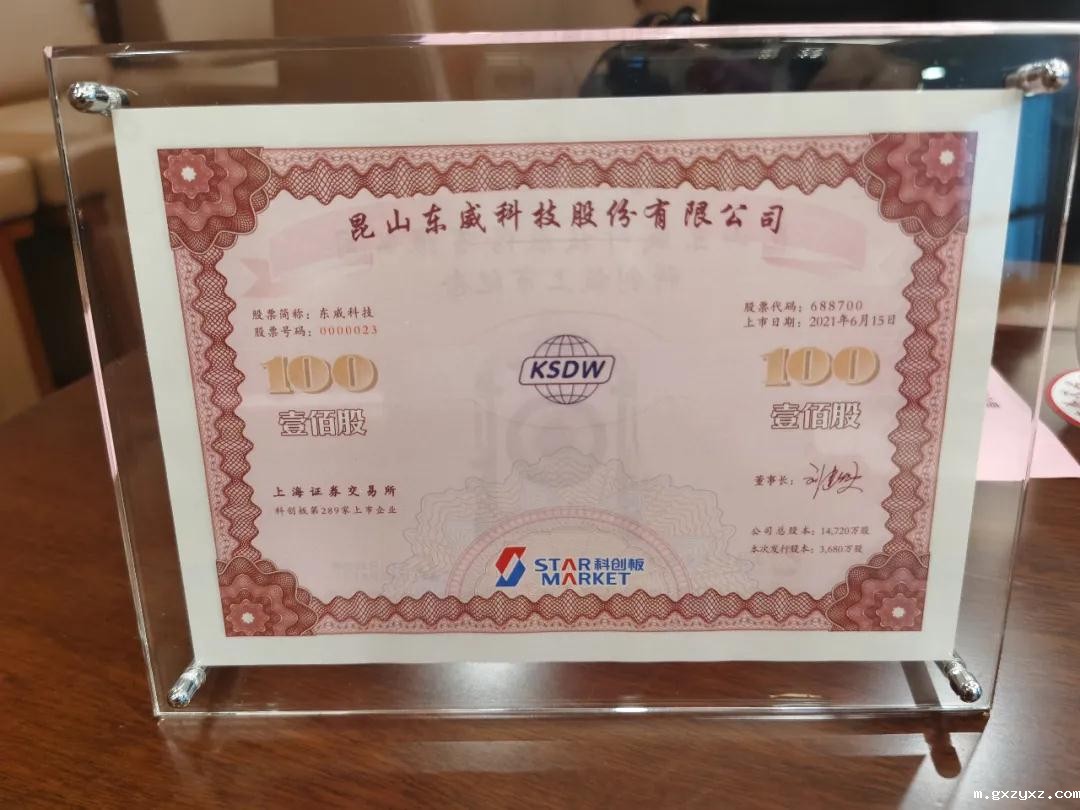 昆山东威科技股份有限公司
股票简称：东威科技
股票号码：0000023
股票代码：688700
上市日期：2021年6月15日
100
壹佰股
KSDW
100
壹佰股
上海证券交易所
科创板第289家上市企业
董事长：
公司总股本：14,720万股
本次发行股本：3,680万股
STAR科创板
MARKET
m.gxzyxz.com